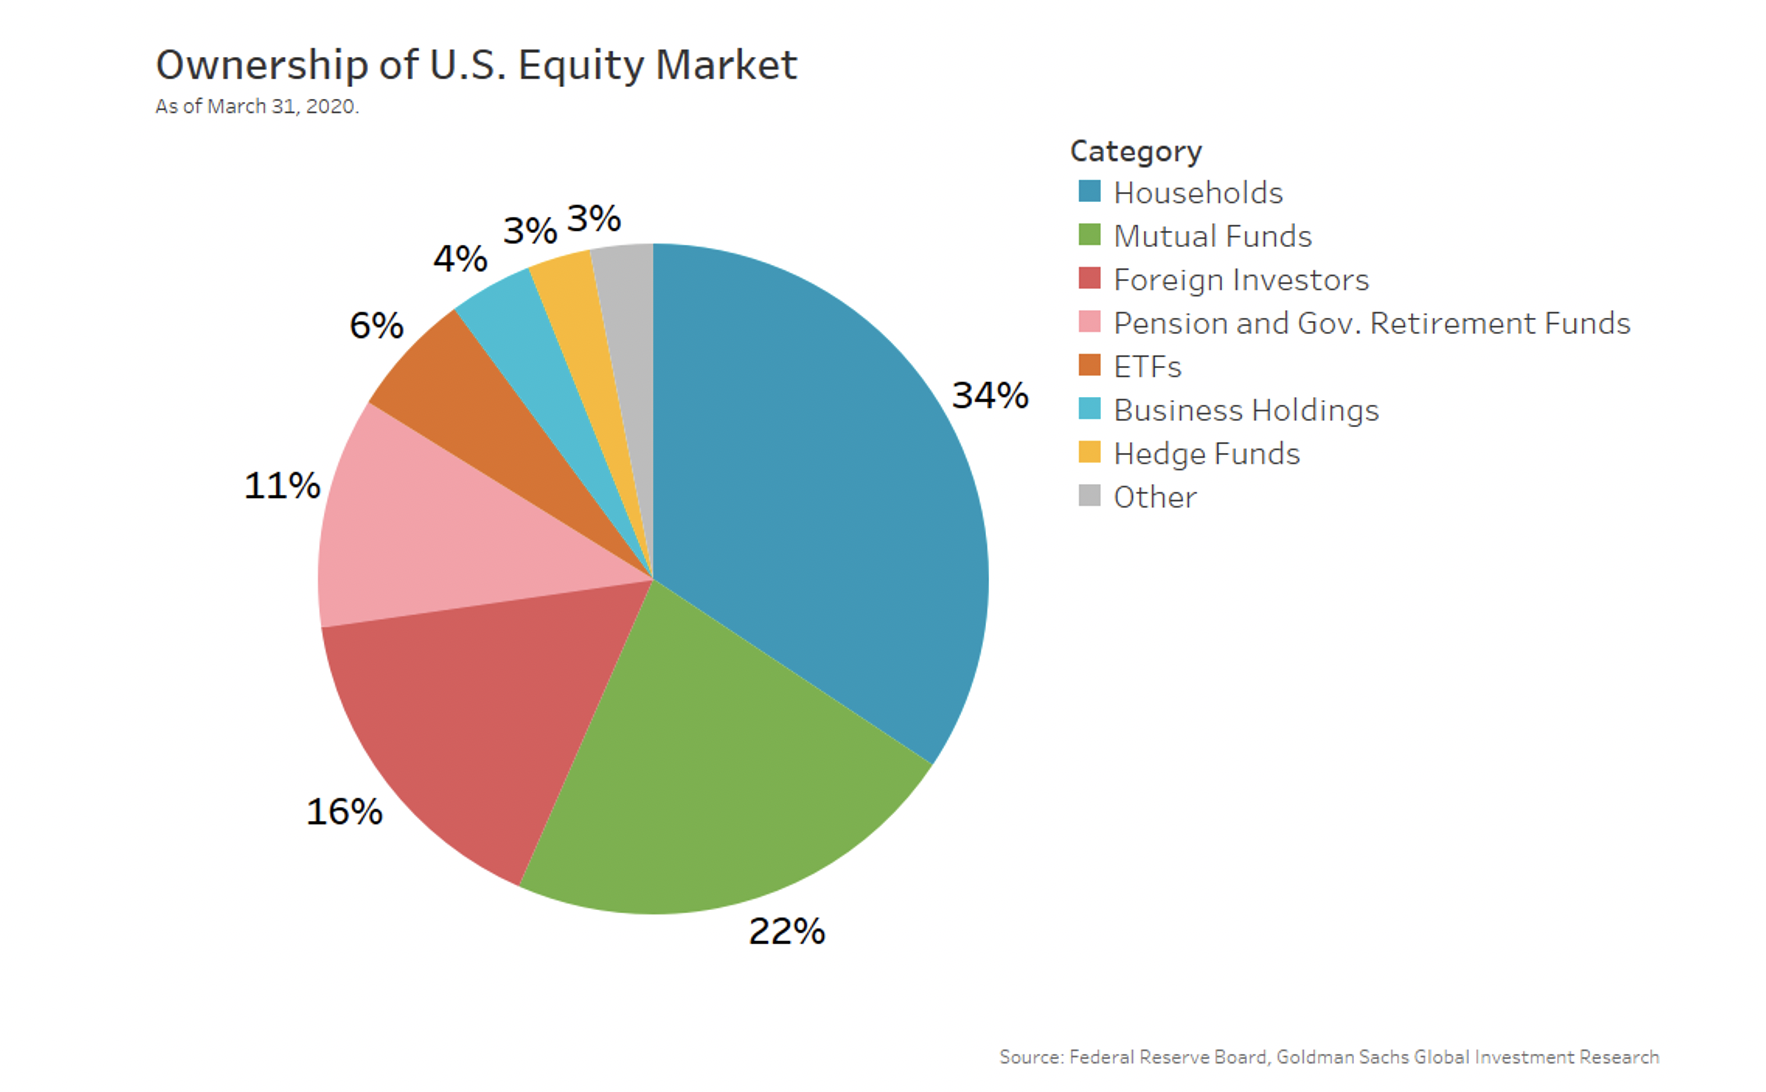 Ownership of U.S. Equity Market
As of March 31, 2020.
Category
Households
Mutual Funds
Foreign Investors
Pension and Gov. Retirement Funds
ETFs
Business Holdings
Hedge Funds
Other
3%
3%
4%
6%
34%
11%
16%
22%
Source: Federal Reserve Board, Goldman Sachs Global Investment Research